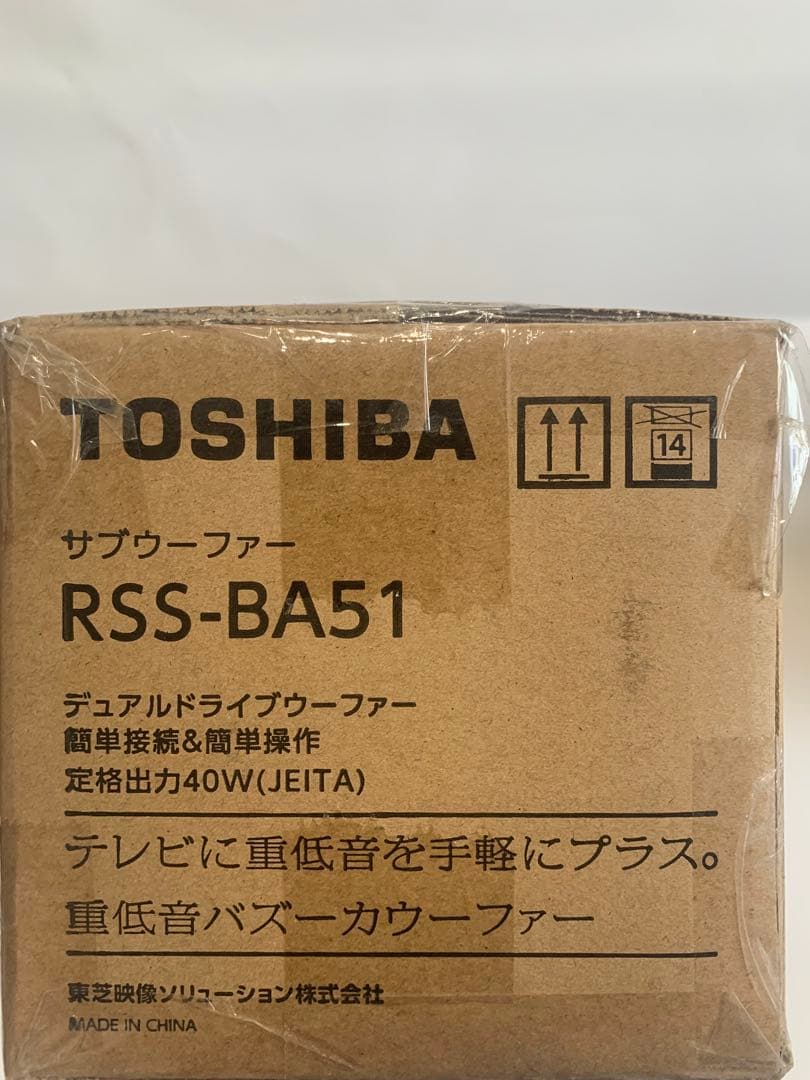 TOSHIBA
14
サブウーファー
RSS-BA51
デュアルドライブウーファー
簡単接続&簡単操作
定格出力40W(JEITA)
テレビに重低音を手軽にプラス。
重低音バズーカウーファー
東芝映像ソリューション株式会社
MADE IN CHINA